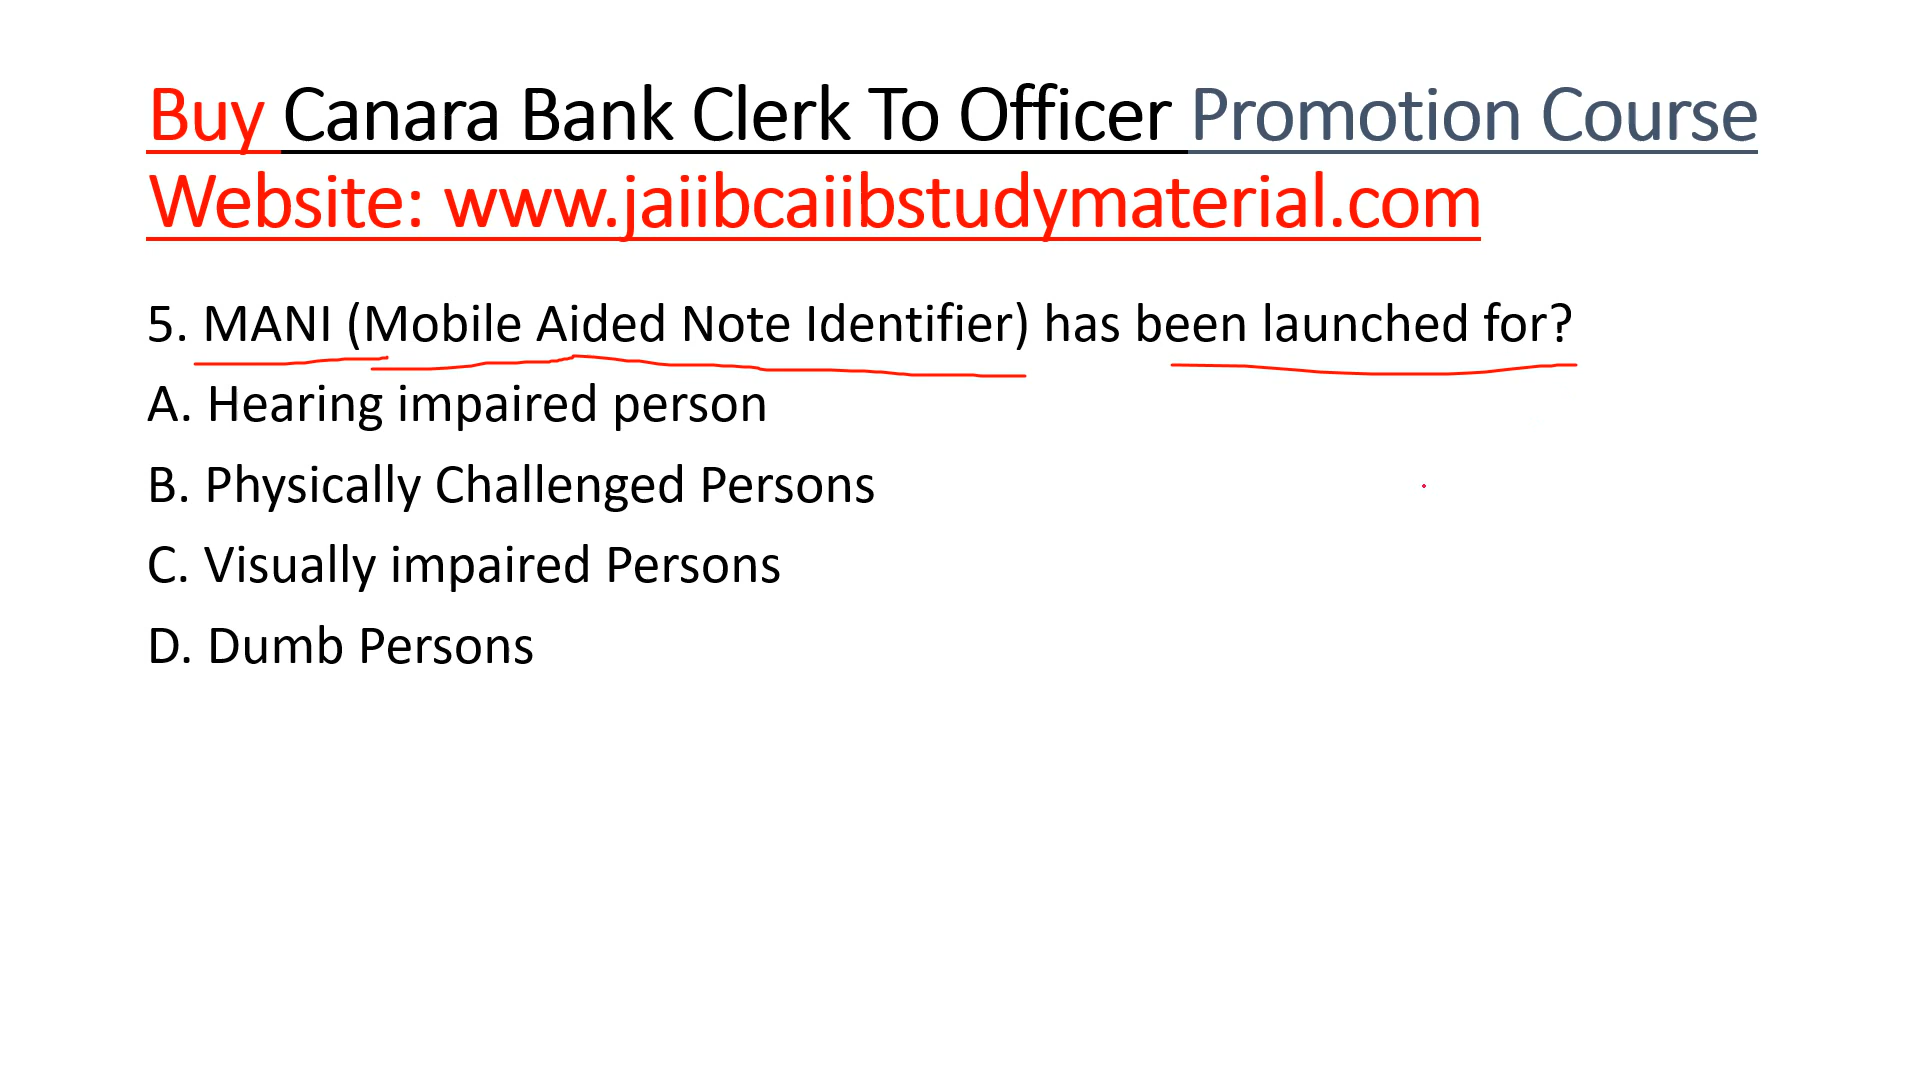 Buy Canara Bank Clerk To Officer Promotion Course
Website: www.jaiibcaiibstudymaterial.com
5. MANI (Mobile Aided Note Identifier) has been launched for?
A. Hearing impaired person
B. Physically Challenged Persons
C. Visually impaired Persons
D. Dumb Persons